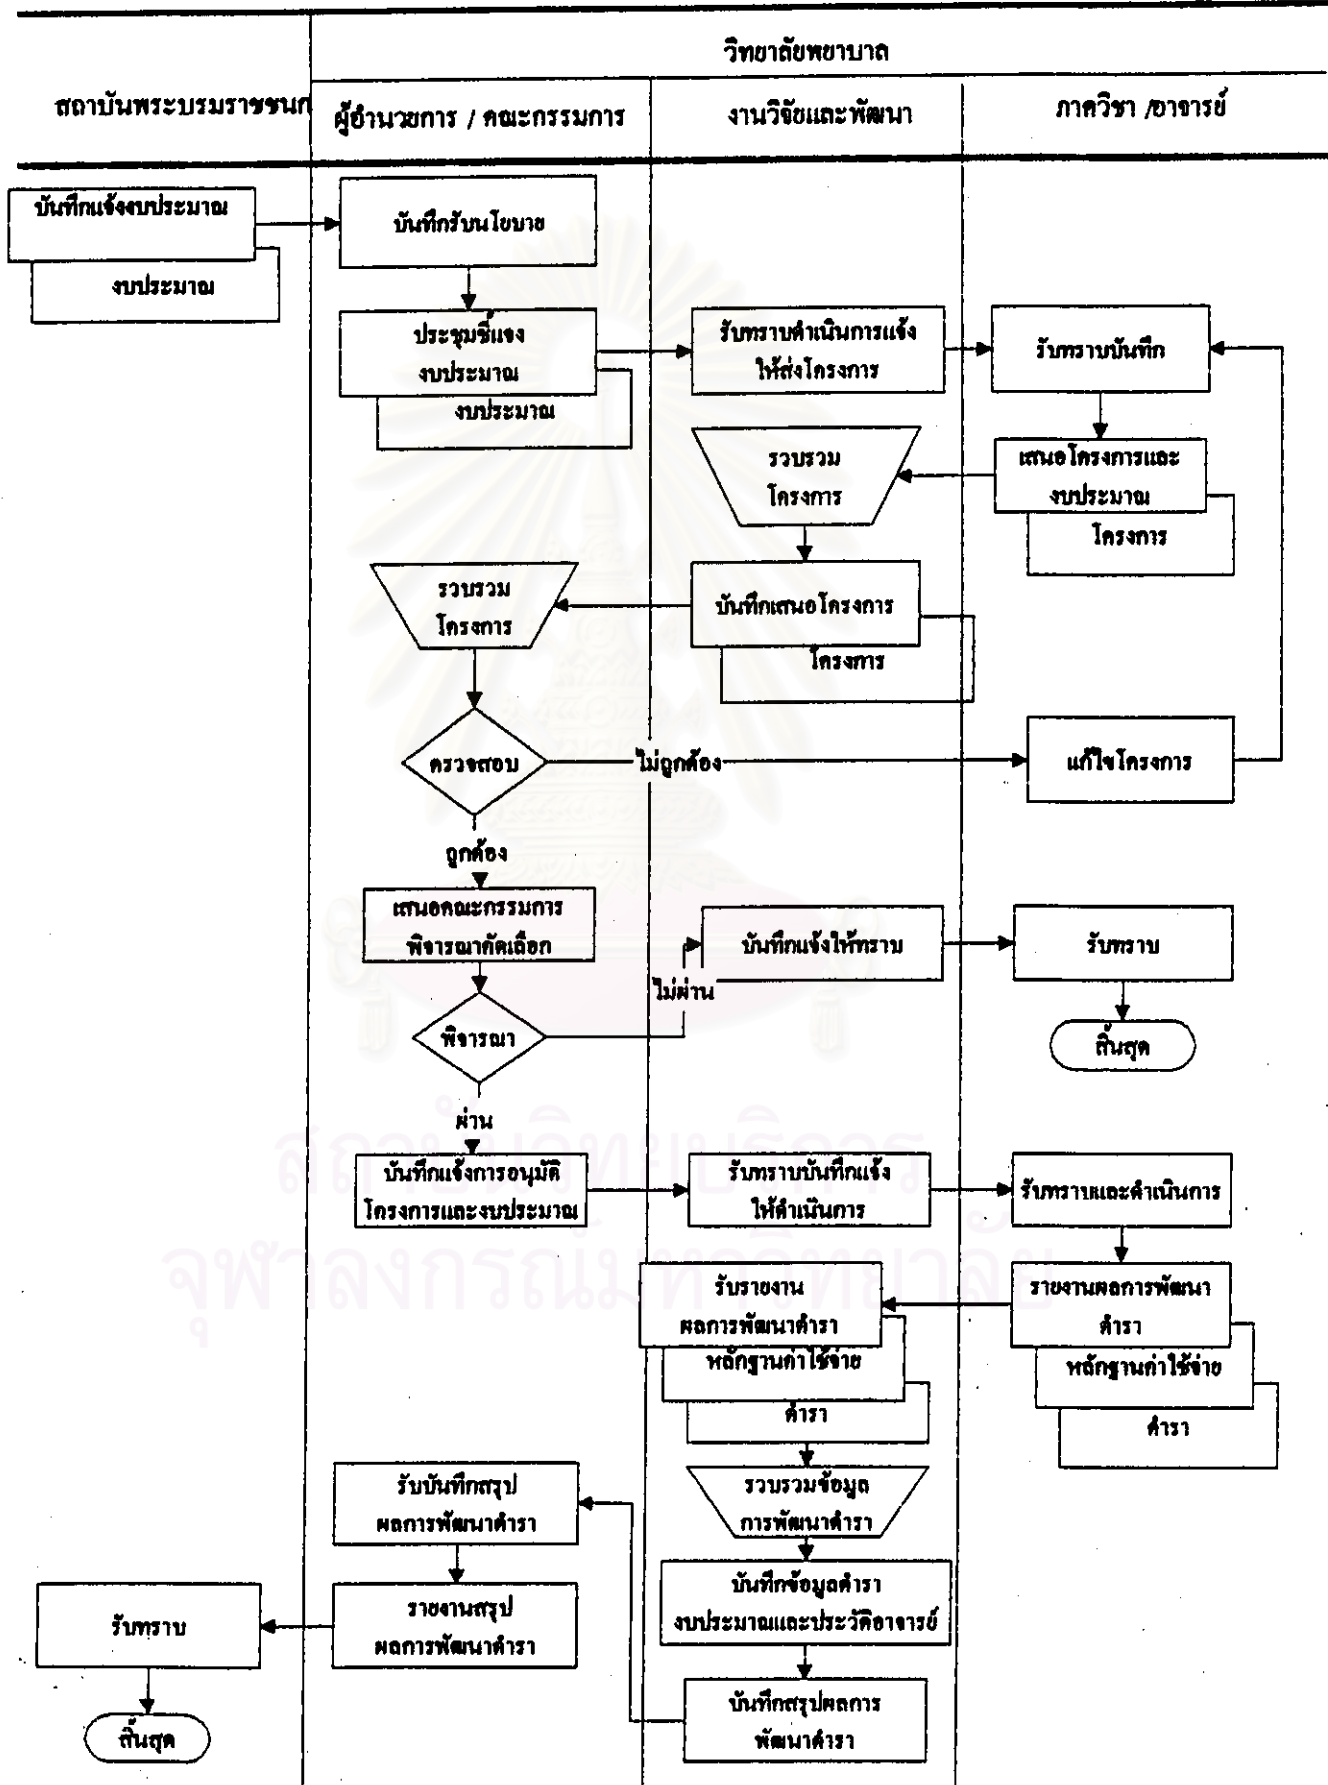 วิทยาลัยพยาบาล
สถาบันพระบรมราชชนก
ผู้อำนวยการ / คณะกรรมการ
งานวิจัยและพัฒนา
ภาควิชา /อาจารย์
บันทึกแจ้งงบประมาณ
งบประมาณ
บันทึกรับนโยบาย
ประชุมชี้แจง
งบประมาณ
งบประมาณ
รับทราบดำเนินการแจ้ง
ให้ส่งโครงการ
รับทราบบันทึก
รวบรวม
โครงการ
เสนอโครงการและ
งบประมาณ
โครงการ
รวบรวม
โครงการ
บันทึกเสนอโครงการ
โครงการ
ตรวจสอบ
ไม่ถูกต้อง
แก้ไขโครงการ
ถูกต้อง
เสนอคณะกรรมการ
พิจารณาคัดเลือก
บันทึกแจ้งให้ทราบ
รับทราบ
ไม่ผ่าน
พิจารณา
สิ้นสุด
ผ่าน
สถาบันวิทยบริการ
จุฬาลงกรณ์มหาวิทยาลัย
บันทึกแจ้งการอนุมัติ
โครงการและงบประมาณ
รับทราบบันทึกแจ้ง
ให้ดำเนินการ
รับทราบและดำเนินการ
รับรายงาน
ผลการพัฒนาตำรา
หลักฐานค่าใช้จ่าย
ตำรา
รายงานผลการพัฒนา
ตำรา
หลักฐานค่าใช้จ่าย
ตำรา
รับบันทึกสรุป
ผลการพัฒนาตำรา
รวบรวมข้อมูล
การพัฒนาตำรา
บันทึกข้อมูลตำรา
งบประมาณและประวัติอาจารย์
รับทราบ
รายงานสรุป
ผลการพัฒนาตำรา
บันทึกสรุปผลการ
พัฒนาตำรา
สิ้นสุด